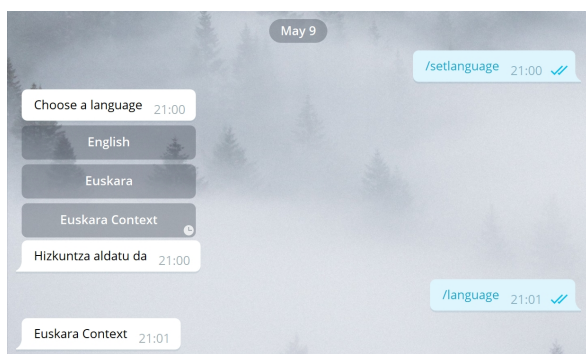 May 9
/setlanguage 21:00
Choose a language 21:00
English
Euskara
Euskara Context
Hizkuntza aldatu da 21:00
/language 21:01
Euskara Context 21:01